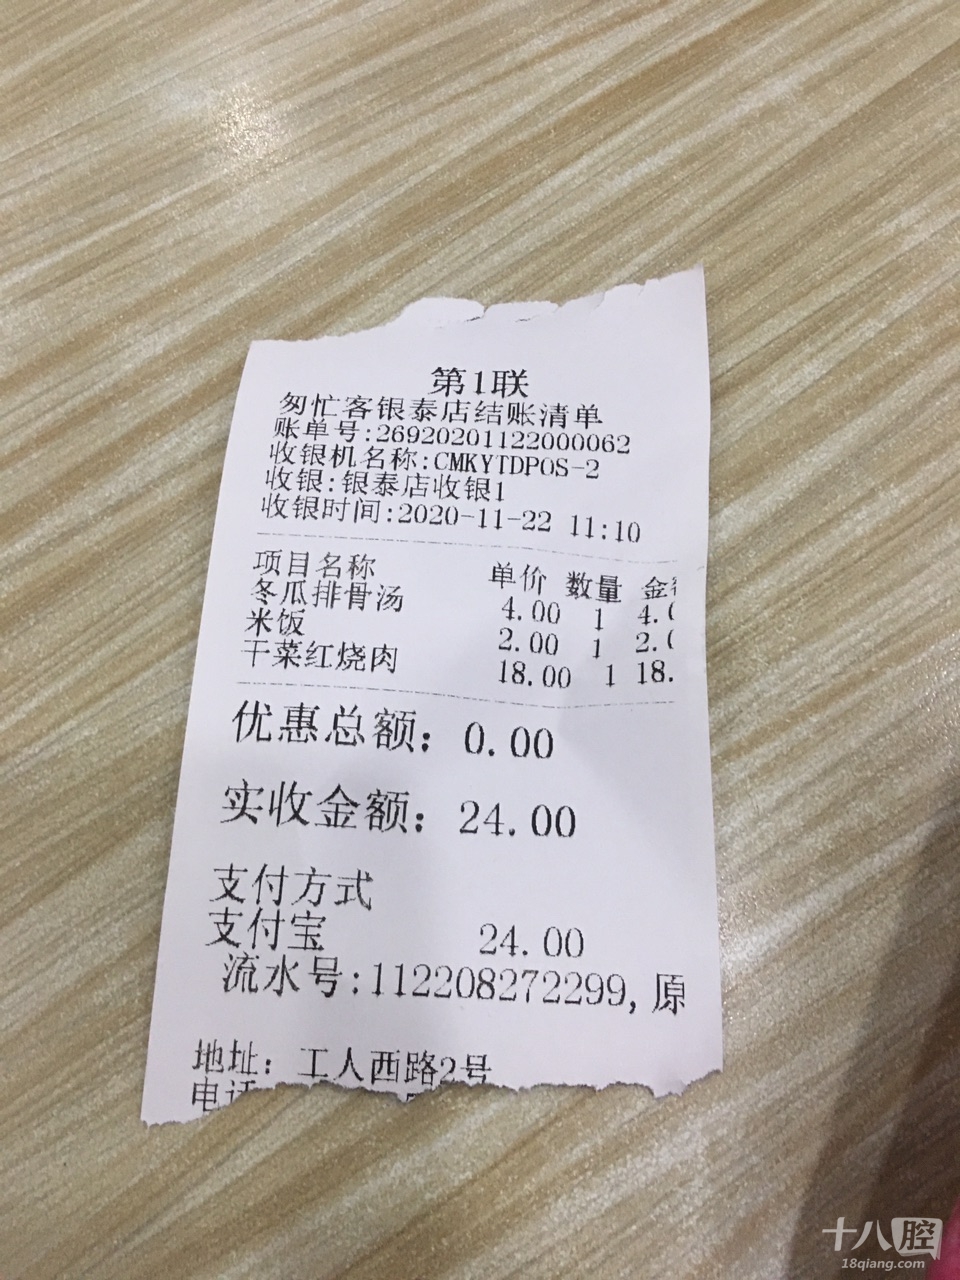 第1联
匆忙客银泰店结账清单
账单号:26920201122000062
收银机名称:CMKYTDPOS-2
收银:银泰店收银1
收银时间:2020-11-22 11:10
项目名称 单价 数量 金
冬瓜排骨汤 4.00 1 4.
米饭 2.00 1 2.
干菜红烧肉 18.00 1 18.
优惠总额: 0.00
实收金额: 24.00
支付方式
支付宝 24.00
流水号:112208272299,原
地址: 工人西路2号
十八腔
18qiang.com